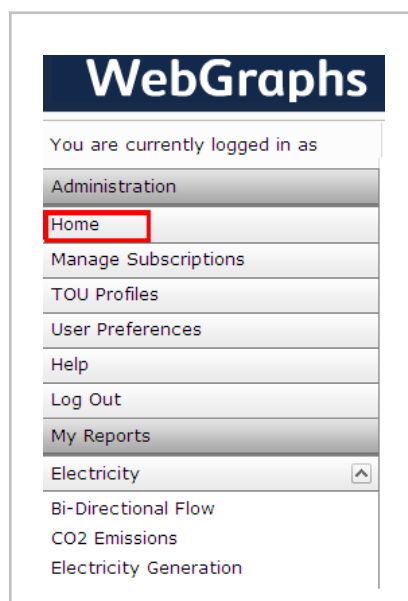 WebGraphs
You are currently logged in as
Administration
Home
Manage Subscriptions
TOU Profiles
User Preferences
Help
Log Out
My Reports
Electricity
Bi-Directional Flow
CO2 Emissions
Electricity Generation